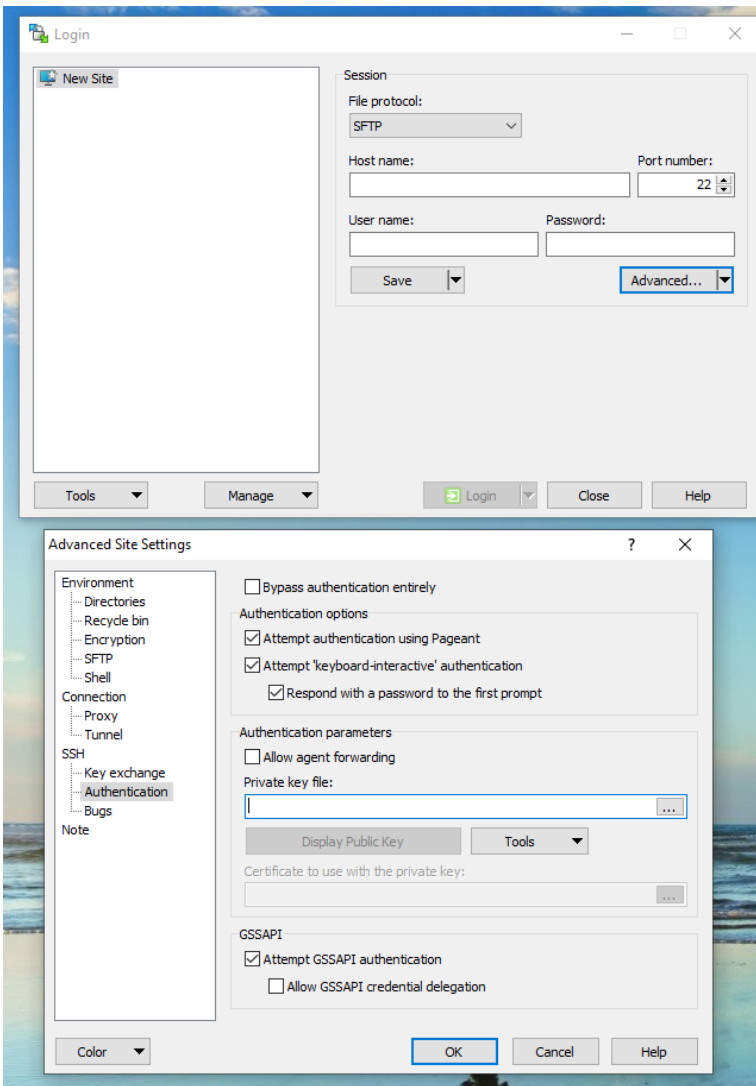 Login
New Site
Session
File protocol:
SFTP
Host name: Port number:
22
User name: Password:
Save Advanced...
Tools Manage Login Close Help
Advanced Site Settings ?
Environment
Directories
Recycle bin
Encryption
SFTP
Shell
Connection
Proxy
Tunnel
SSH
Key exchange
Authentication
Bugs
Note
Bypass authentication entirely
Authentication options
Attempt authentication using Pageant
Attempt 'keyboard-interactive' authentication
Respond with a password to the first prompt
Authentication parameters
Allow agent forwarding
Private key file:
...
Display Public Key Tools
Certificate to use with the private key:
...
GSSAPI
Attempt GSSAPI authentication
Allow GSSAPI credential delegation
Color OK Cancel Help